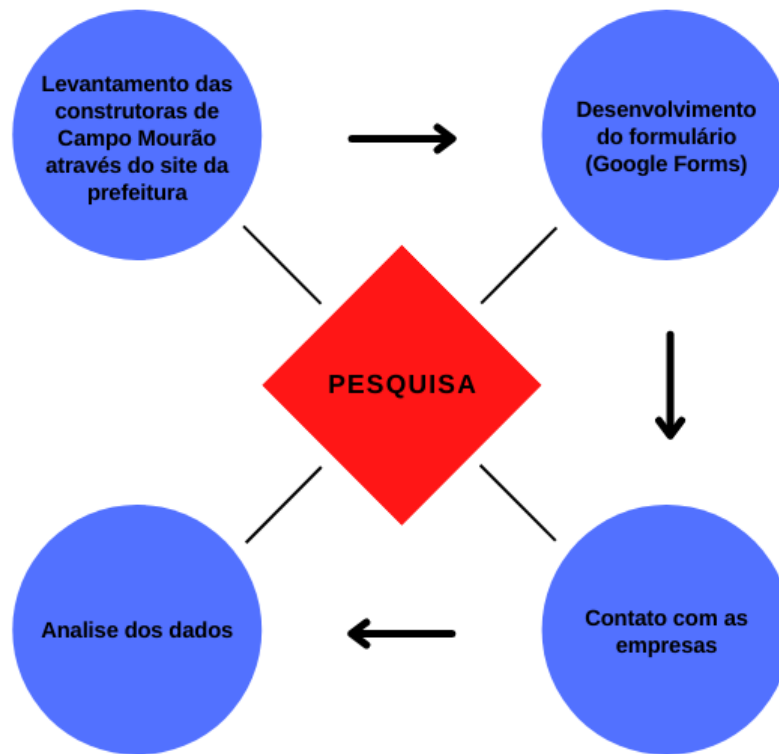 Levantamento das
construtoras de
Campo Mourão
através do site da
prefeitura
Desenvolvimento
do formulário
(Google Forms)
PESQUISA
Analise dos dados
Contato com as
empresas